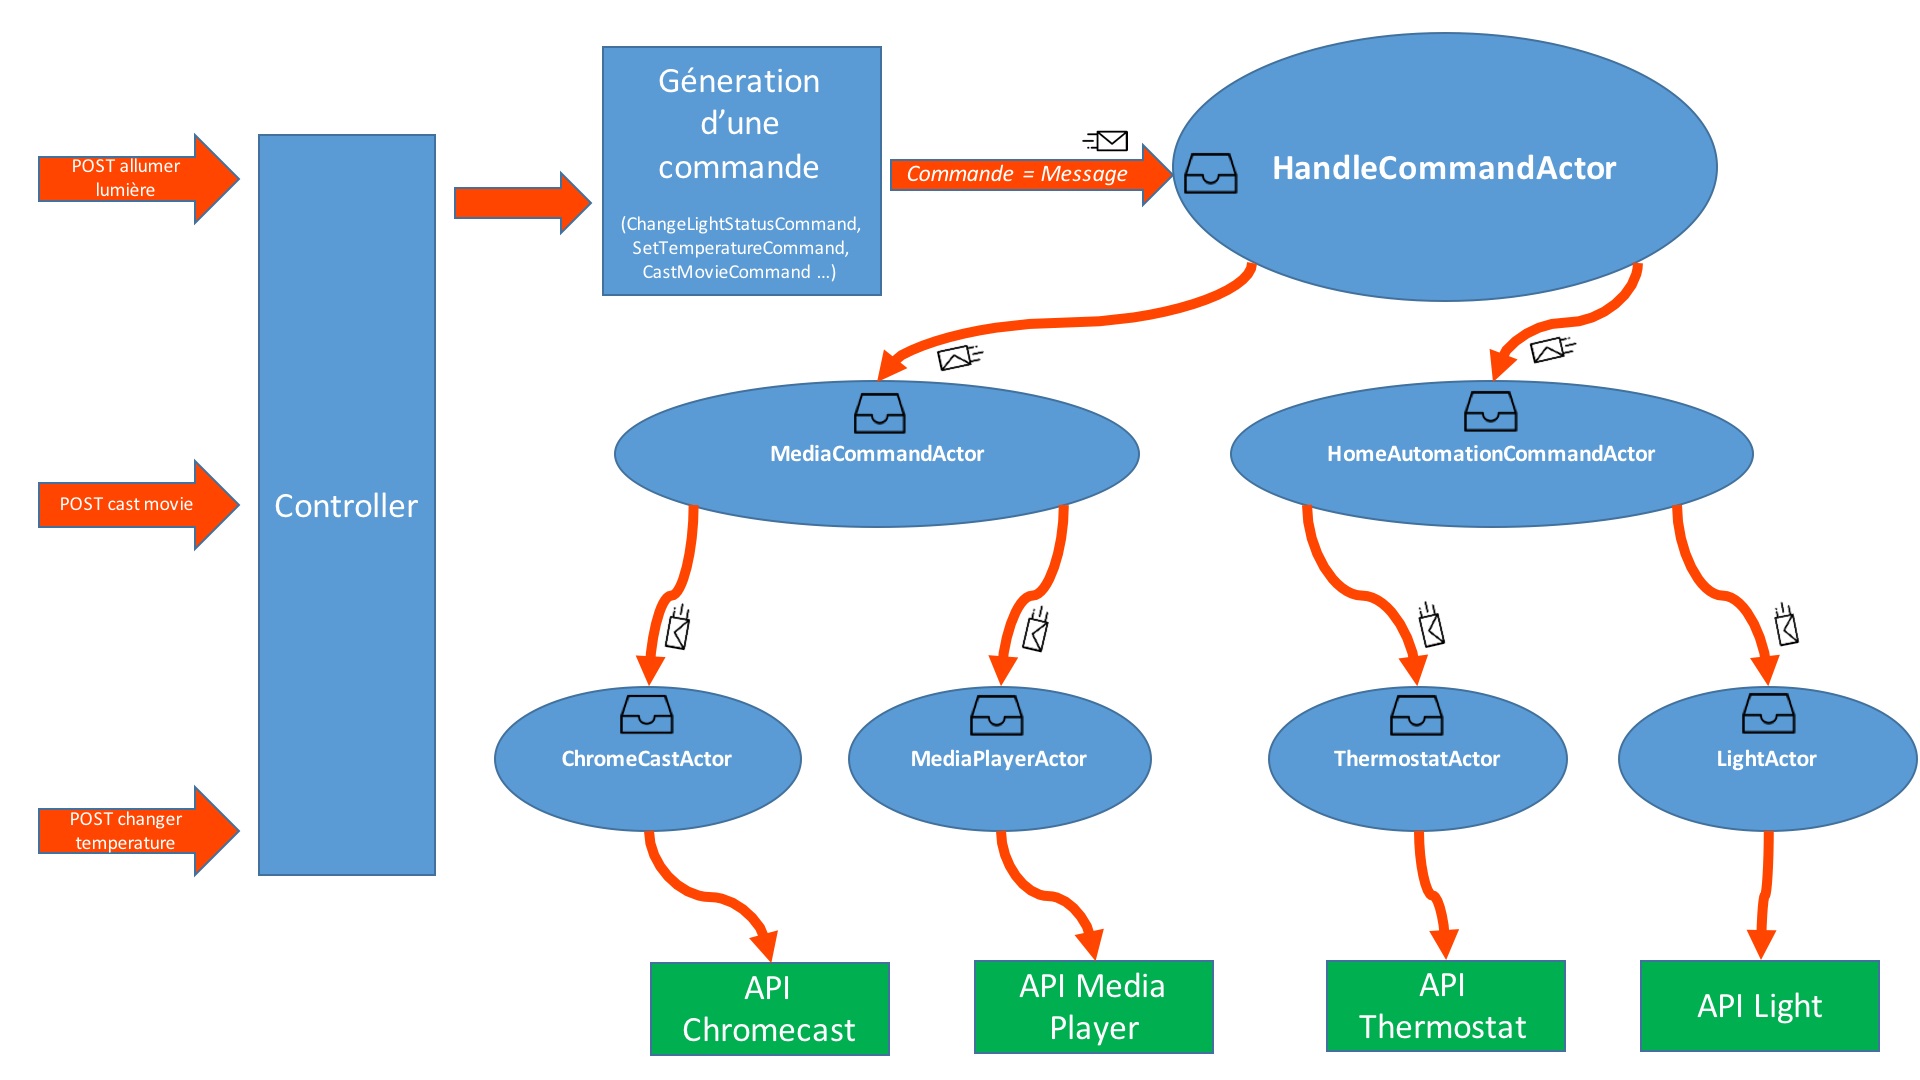 POST allumer
lumière
POST cast movie
POST changer
temperature
Controller
Géneration
d’une
commande
(ChangeLightStatusCommand,
SetTemperatureCommand,
CastMovieCommand ...)
Commande = Message
HandleCommandActor
MediaCommandActor
HomeAutomationCommandActor
ChromeCastActor
MediaPlayerActor
ThermostatActor
LightActor
API
Chromecast
API Media
Player
API
Thermostat
API Light